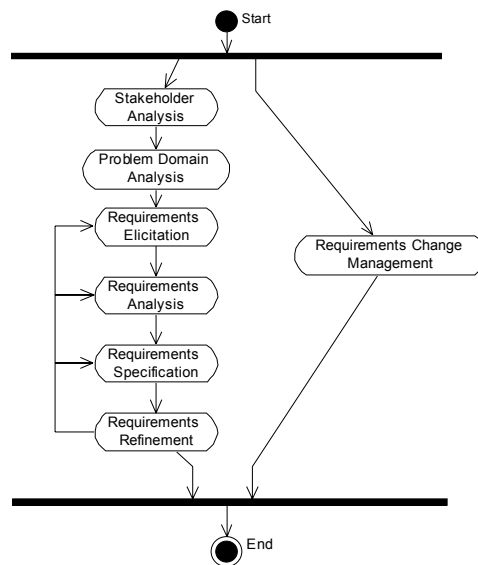 Start
Stakeholder
Analysis
Problem Domain
Analysis
Requirements
Elicitation
Requirements Change
Management
Requirements
Analysis
Requirements
Specification
Requirements
Refinement
End